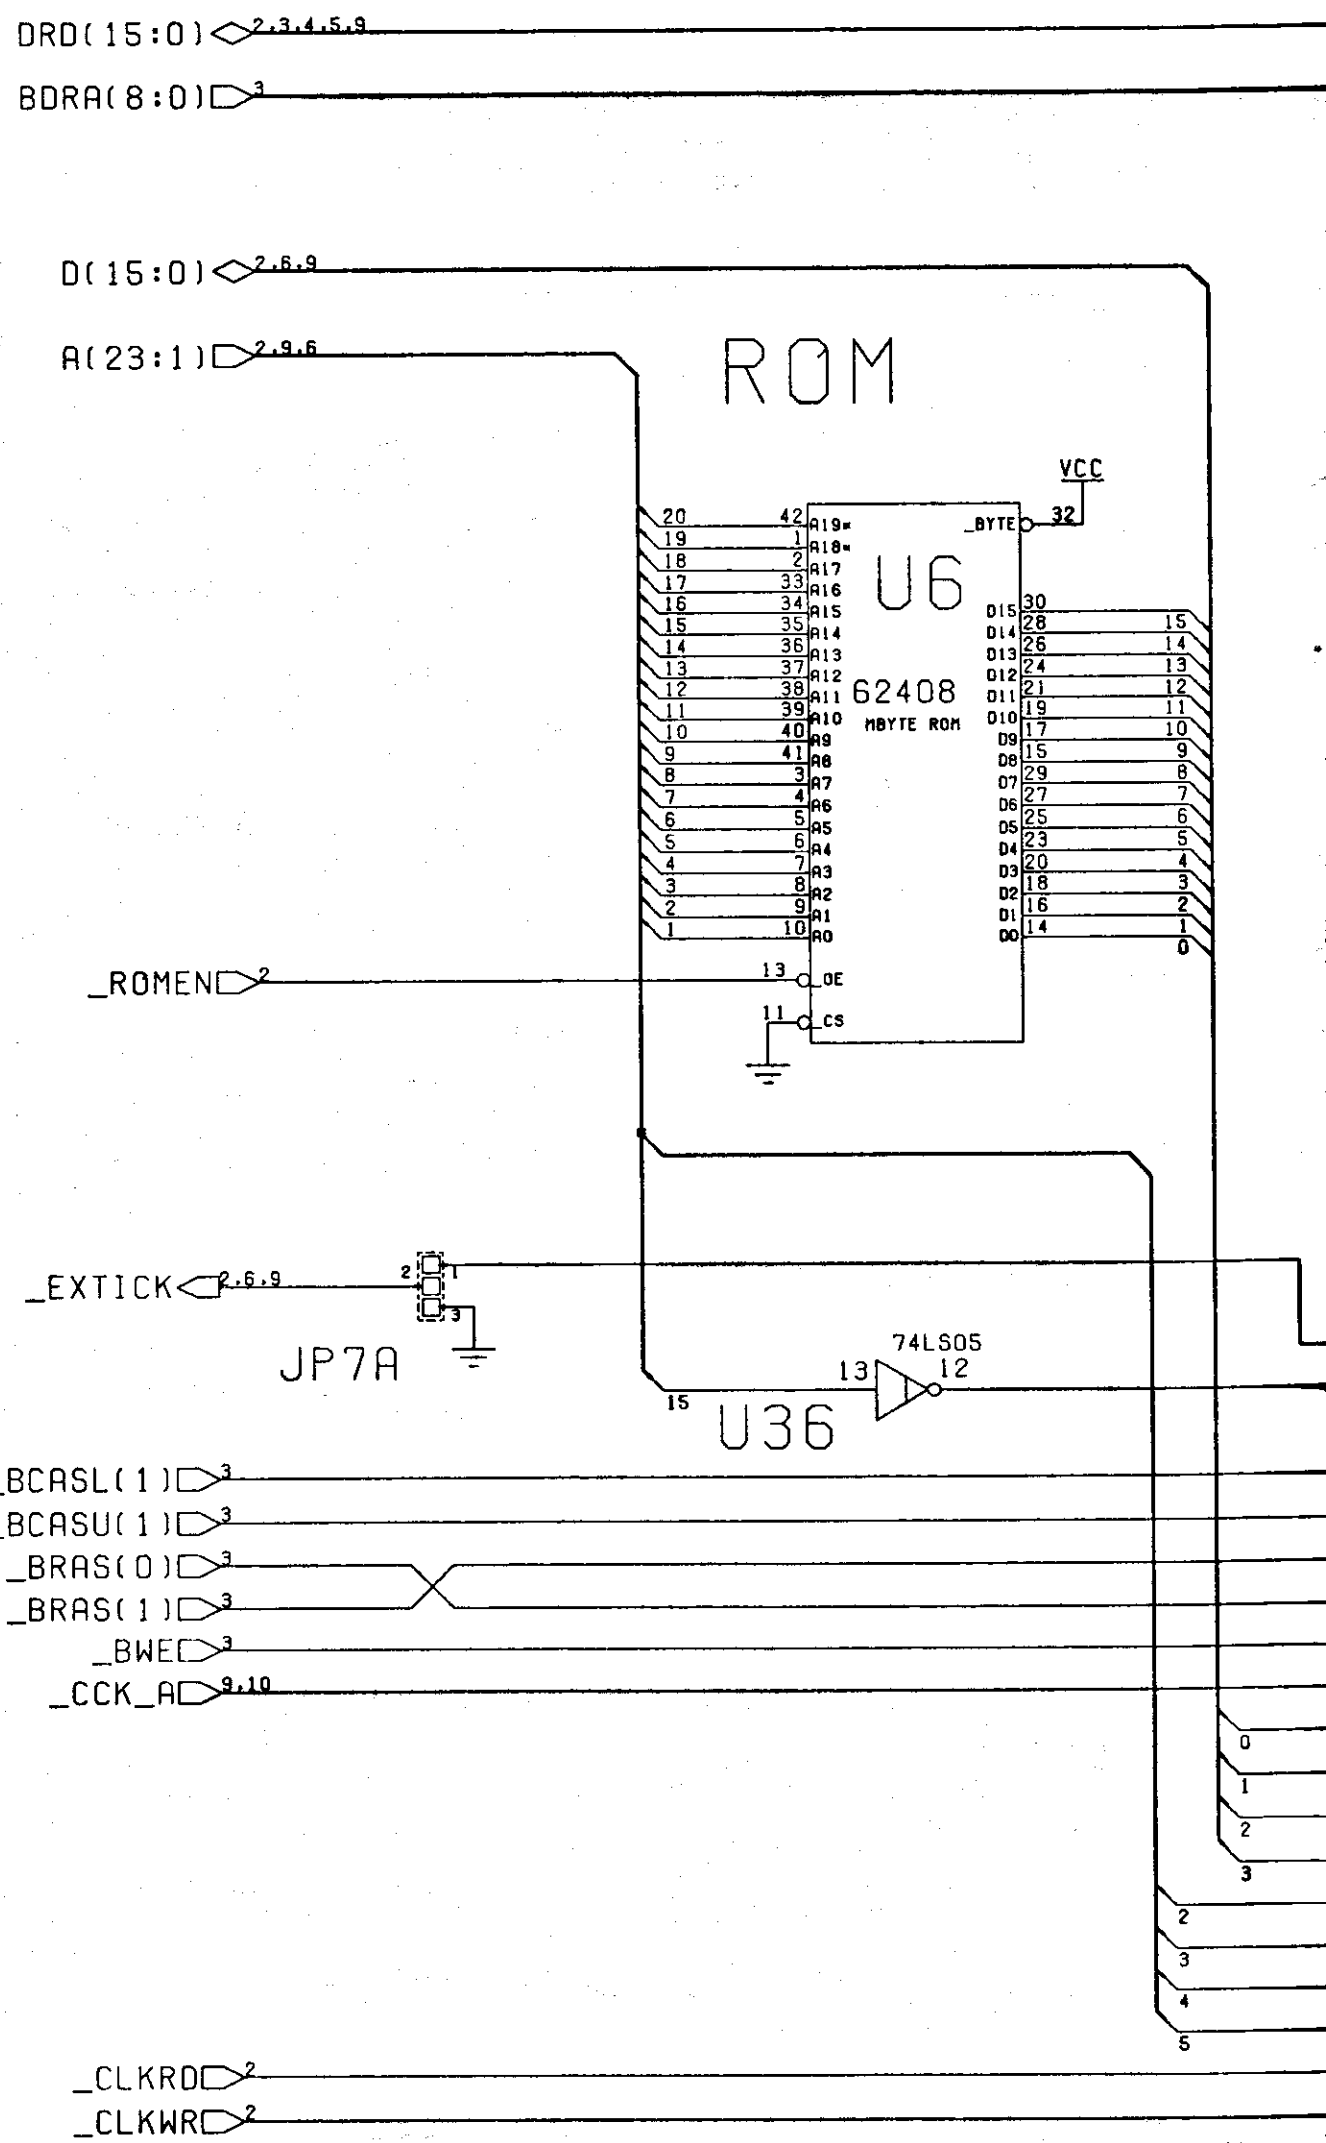 DRD(15:0) 2,3,4,5,9
BDRA(8:0) 3
D(15:0) 2,6,9
A(23:1) 2,9,6
ROM
VCC
20 42 A19* _BYTE 32
19 1 A18*
18 2 A17
U6
17 33 A16
16 34 A15 D15 30 15
15 35 A14 D14 28 14
14 36 A13 D13 26 13
13 37 A12 D12 24 12
12 38 A11 62408 D11 21 11
11 39 A10 MBYTE ROM D10 19 10
10 40 A9 D9 17 9
9 41 A8 D8 15 8
8 3 A7 D7 29 7
7 4 A6 D6 27 6
6 5 A5 D5 25 5
5 6 A4 D4 23 4
4 7 A3 D3 20 3
3 8 A2 D2 18 2
2 9 A1 D1 16 1
1 10 A0 D0 14 0
_ROMEN 2 13 _OE
11 _CS
_EXTICK 2,6,9 2 1
3
JP7A
74LS05
13 12
15 U36
_BCASL(1) 3
_BCASU(1) 3
_BRAS(0) 3
_BRAS(1) 3
_BWE 3
_CCK_A 9,10
0
1
2
3
2
3
4
5
_CLKRD 2
_CLKWR 2